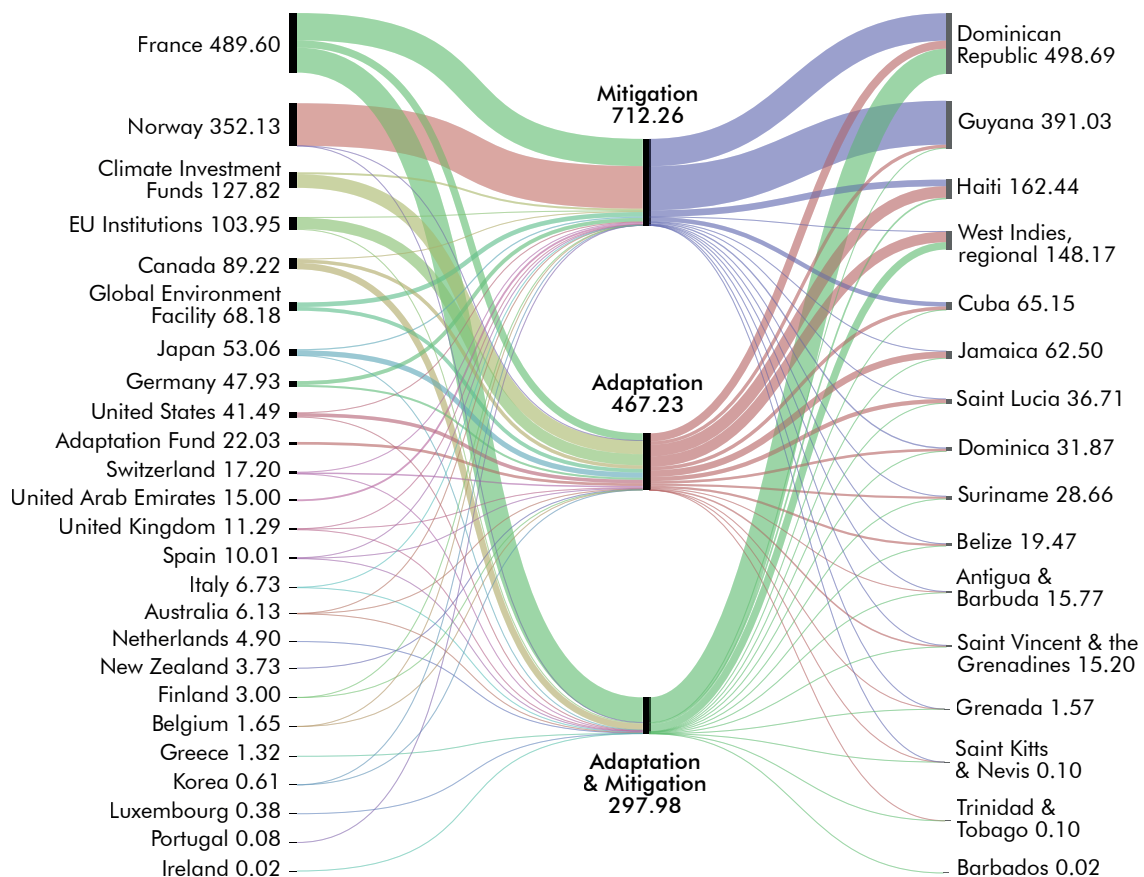 France 489.60
Norway 352.13
Climate Investment
Funds 127.82
EU Institutions 103.95
Canada 89.22
Global Environment
Facility 68.18
Japan 53.06
Germany 47.93
United States 41.49
Adaptation Fund 22.03
Switzerland 17.20
United Arab Emirates 15.00
United Kingdom 11.29
Spain 10.01
Italy 6.73
Australia 6.13
Netherlands 4.90
New Zealand 3.73
Finland 3.00
Belgium 1.65
Greece 1.32
Korea 0.61
Luxembourg 0.38
Portugal 0.08
Ireland 0.02
Mitigation
712.26
Adaptation
467.23
Adaptation
& Mitigation
297.98
Dominican
Republic 498.69
Guyana 391.03
Haiti 162.44
West Indies,
regional 148.17
Cuba 65.15
Jamaica 62.50
Saint Lucia 36.71
Dominica 31.87
Suriname 28.66
Belize 19.47
Antigua &
Barbuda 15.77
Saint Vincent & the
Grenadines 15.20
Grenada 1.57
Saint Kitts
& Nevis 0.10
Trinidad &
Tobago 0.10
Barbados 0.02